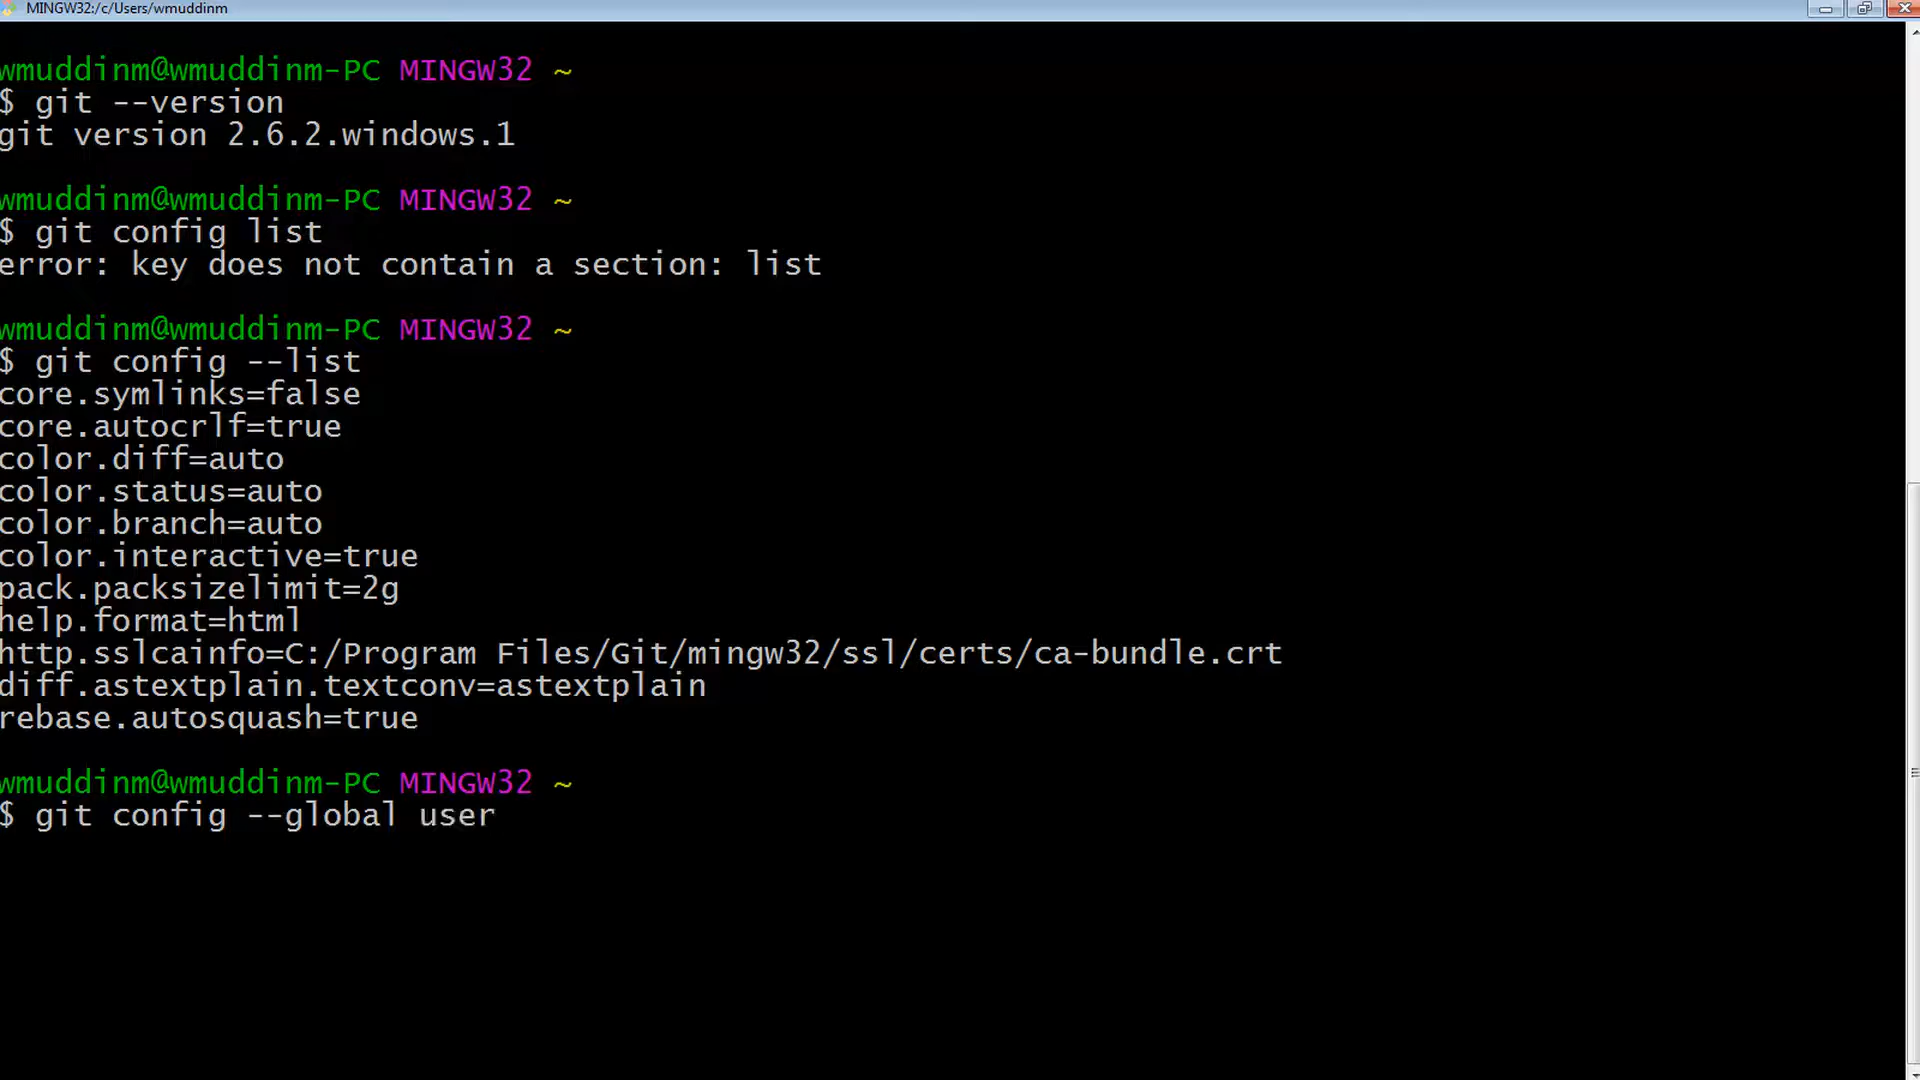 MINGW32:/c/Users/wmuddinm
wmuddinm@wmuddinm-PC MINGW32 ~
$ git --version
git version 2.6.2.windows.1
wmuddinm@wmuddinm-PC MINGW32 ~
$ git config list
error: key does not contain a section: list
wmuddinm@wmuddinm-PC MINGW32 ~
$ git config --list
core.symlinks=false
core.autocrlf=true
color.diff=auto
color.status=auto
color.branch=auto
color.interactive=true
pack.packsizelimit=2g
help.format=html
http.sslcainfo=C:/Program Files/Git/mingw32/ssl/certs/ca-bundle.crt
diff.astextplain.textconv=astextplain
rebase.autosquash=true
wmuddinm@wmuddinm-PC MINGW32 ~
$ git config --global user